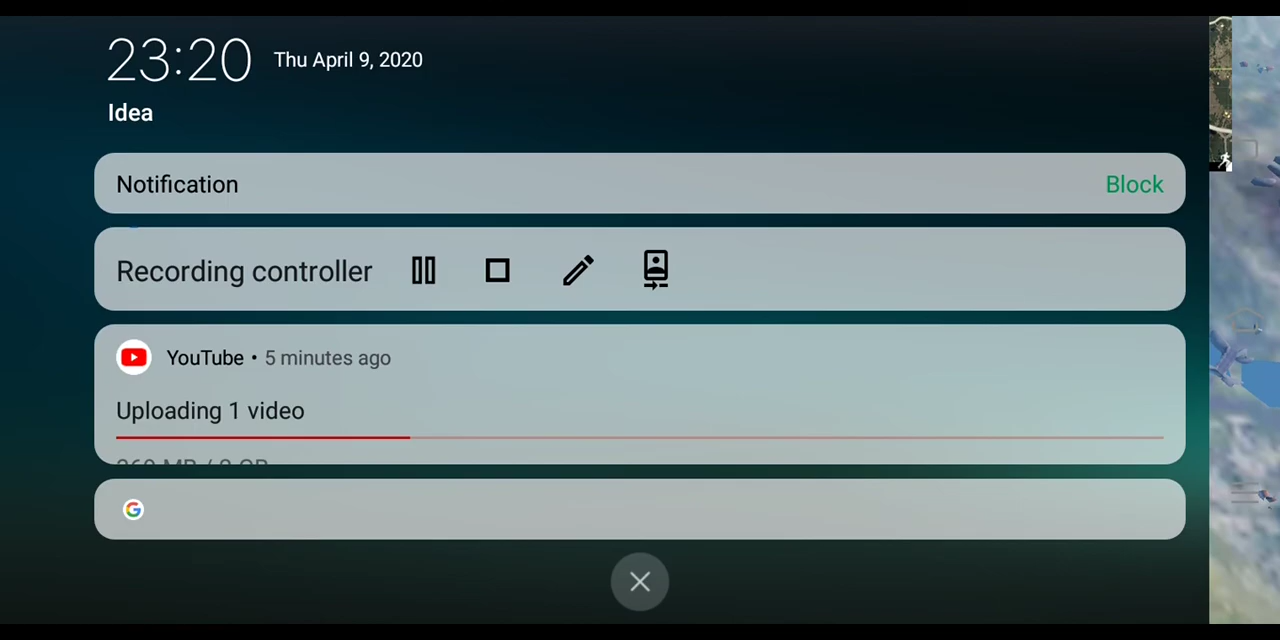 23:20 Thu April 9, 2020
Idea
Notification Block
Recording controller
YouTube • 5 minutes ago
Uploading 1 video